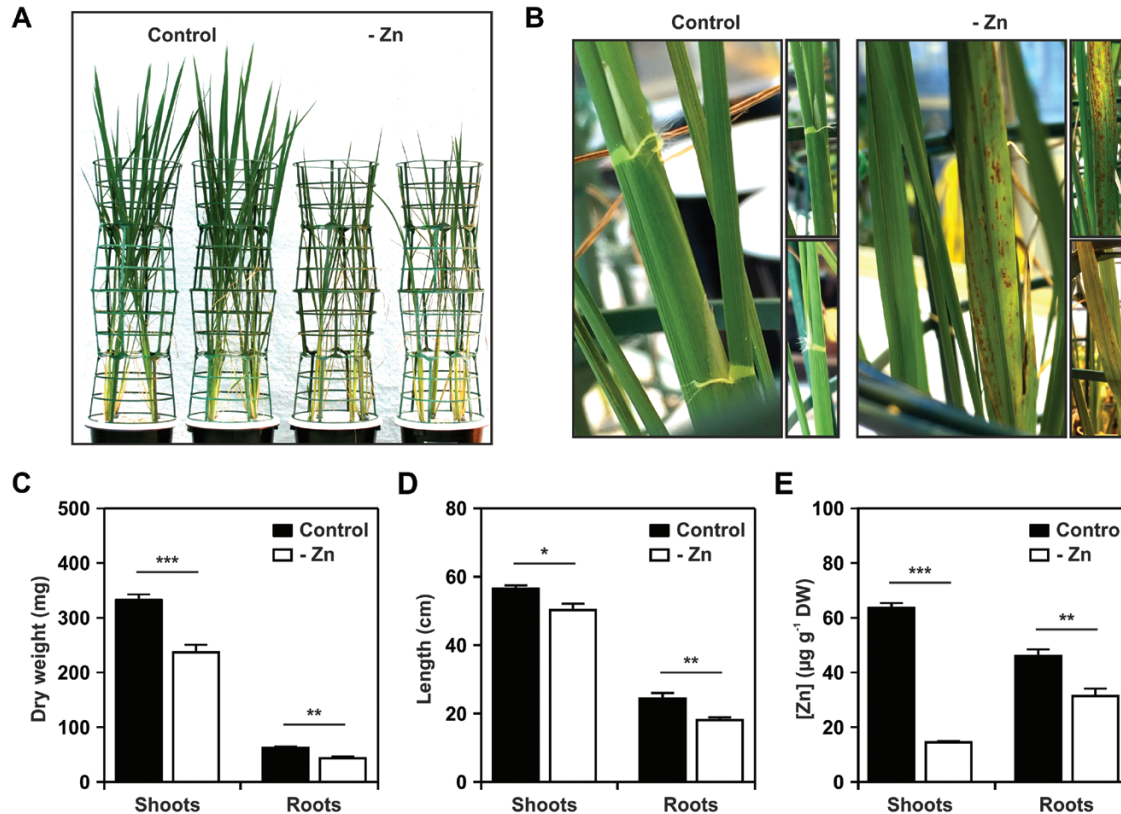 A
Control
- Zn
B
Control
- Zn
C
Dry weight (mg)
500
400
300
200
100
0
Control
- Zn
***
**
Shoots
Roots
D
Length (cm)
80
60
40
20
0
Control
- Zn
*
**
Shoots
Roots
E
[Zn] (µg g⁻¹ DW)
100
80
60
40
20
0
Control
- Zn
***
**
Shoots
Roots